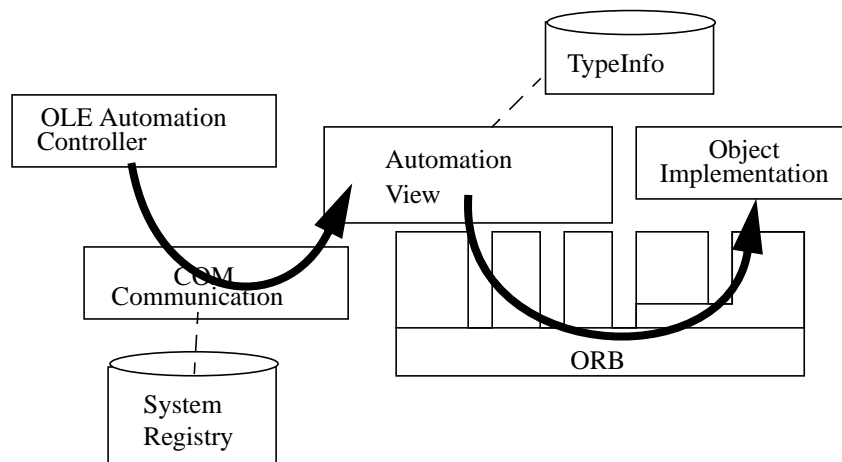 TypeInfo
OLE Automation
Controller
Automation
View
Object
Implementation
COM
Communication
ORB
System
Registry